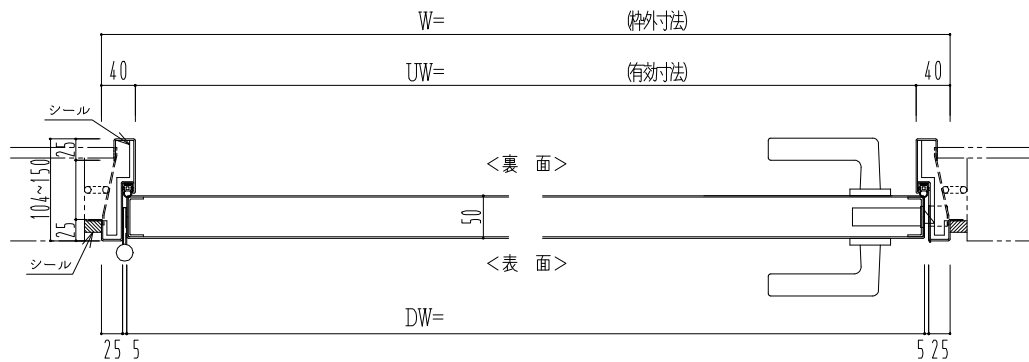 W= (枠外寸法)
40 UW= (有効寸法) 40
シール
25
104~150
<裏 面>
50
25
シール
<表 面>
DW=
25 5 5 25